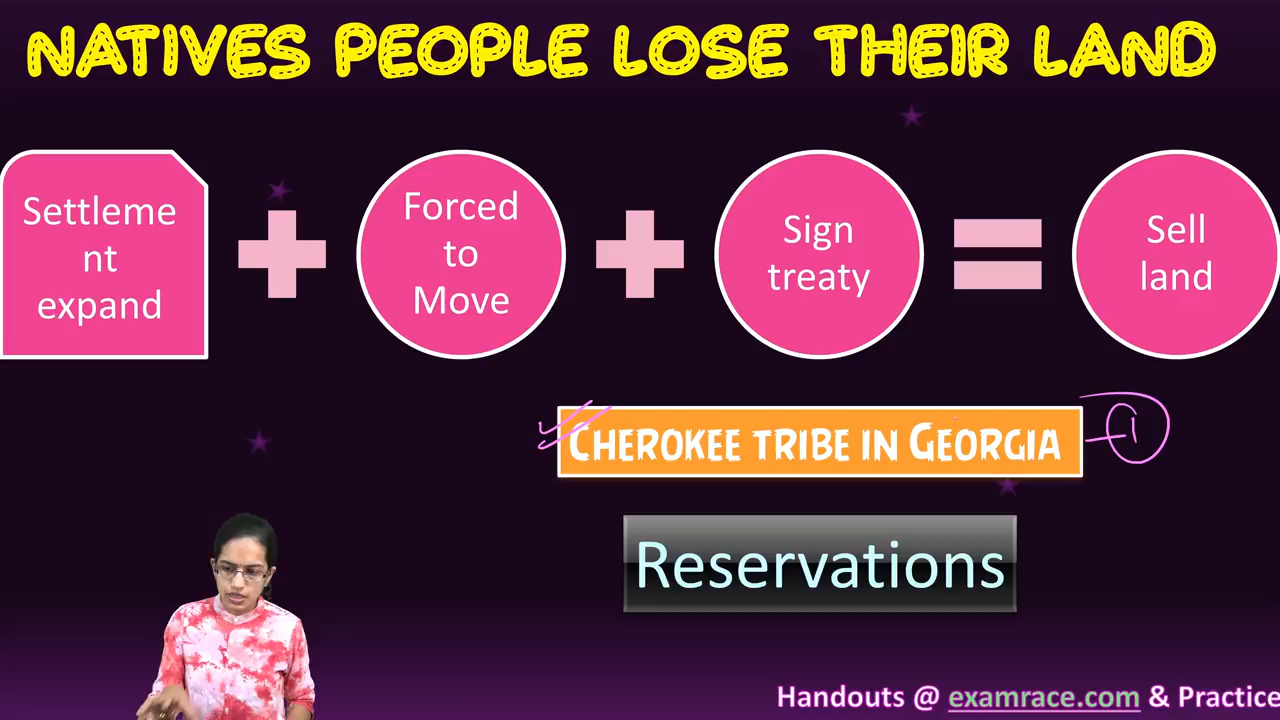 NATIVES PEOPLE LOSE THEIR LAND
Settleme
nt
expand
Forced
to
Move
Sign
treaty
Sell
land
CHEROKEE TRIBE IN GEORGIA
1
Reservations
Handouts @ examrace.com & Practice